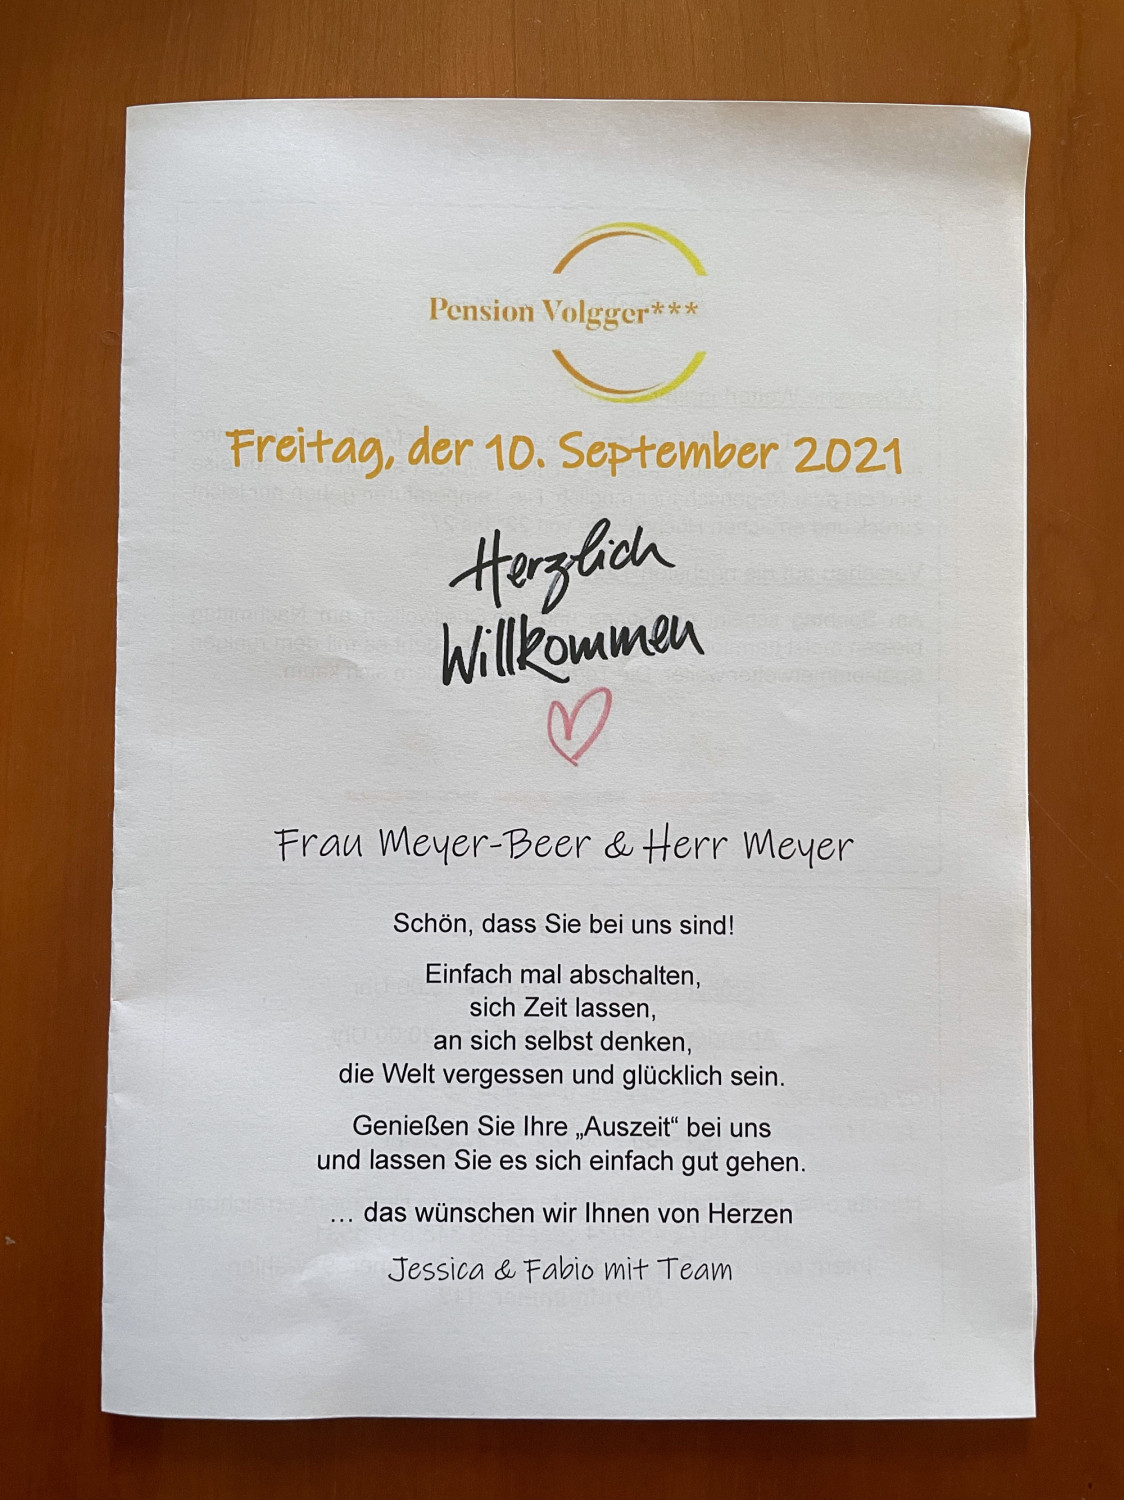 Pension Volgger***
Freitag, der 10. September 2021
Herzlich
Willkommen
Frau Meyer-Beer & Herr Meyer
Schön, dass Sie bei uns sind!
Einfach mal abschalten,
sich Zeit lassen,
an sich selbst denken,
die Welt vergessen und glücklich sein.
Genießen Sie Ihre „Auszeit“ bei uns
und lassen Sie es sich einfach gut gehen.
… das wünschen wir Ihnen von Herzen
Jessica & Fabio mit Team